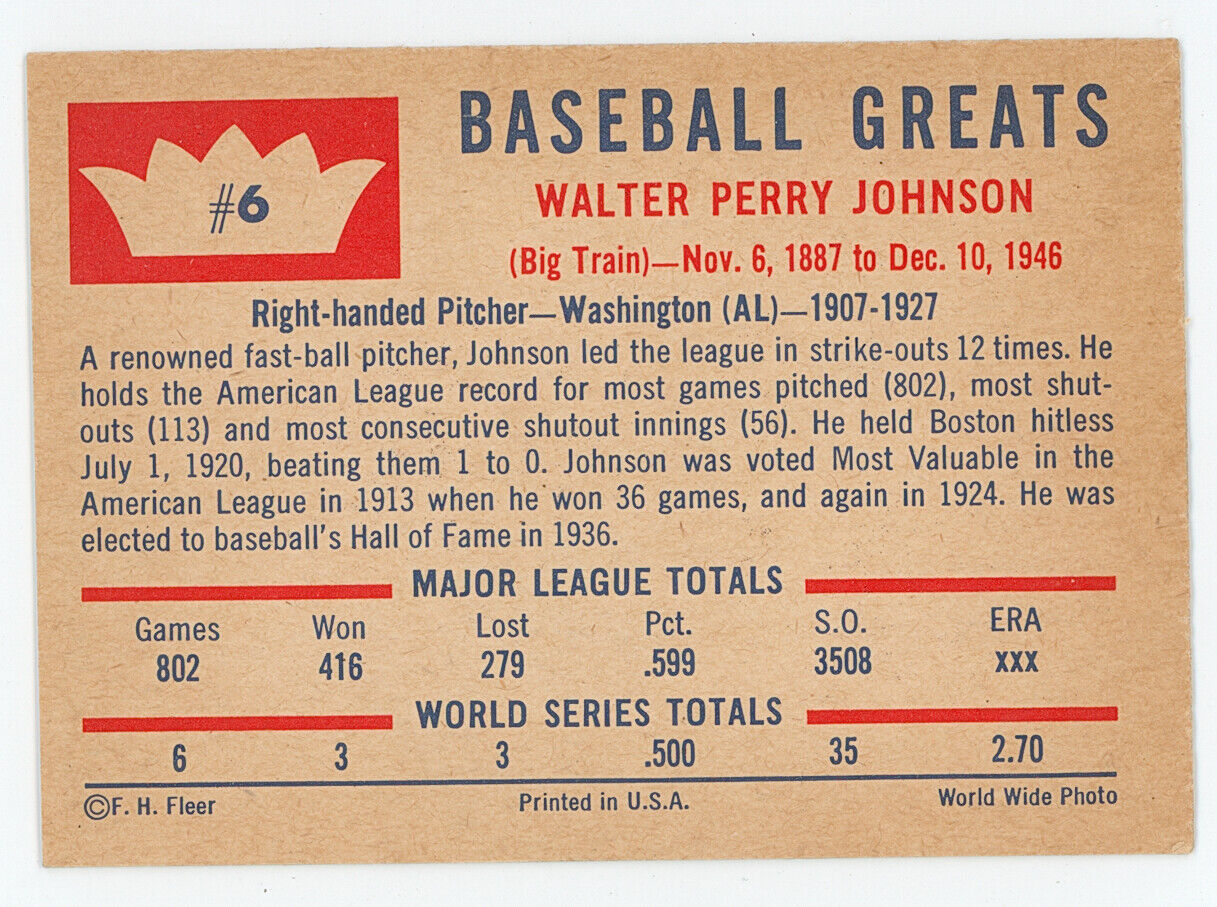 #6
BASEBALL GREATS
WALTER PERRY JOHNSON
(Big Train)—Nov. 6, 1887 to Dec. 10, 1946
Right-handed Pitcher—Washington (AL)—1907-1927
A renowned fast-ball pitcher, Johnson led the league in strike-outs 12 times. He
holds the American League record for most games pitched (802), most shut-
outs (113) and most consecutive shutout innings (56). He held Boston hitless
July 1, 1920, beating them 1 to 0. Johnson was voted Most Valuable in the
American League in 1913 when he won 36 games, and again in 1924. He was
elected to baseball's Hall of Fame in 1936.
MAJOR LEAGUE TOTALS
Games Won Lost Pct. S.O. ERA
802 416 279 .599 3508 XXX
WORLD SERIES TOTALS
6 3 3 .500 35 2.70
©F. H. Fleer Printed in U.S.A. World Wide Photo